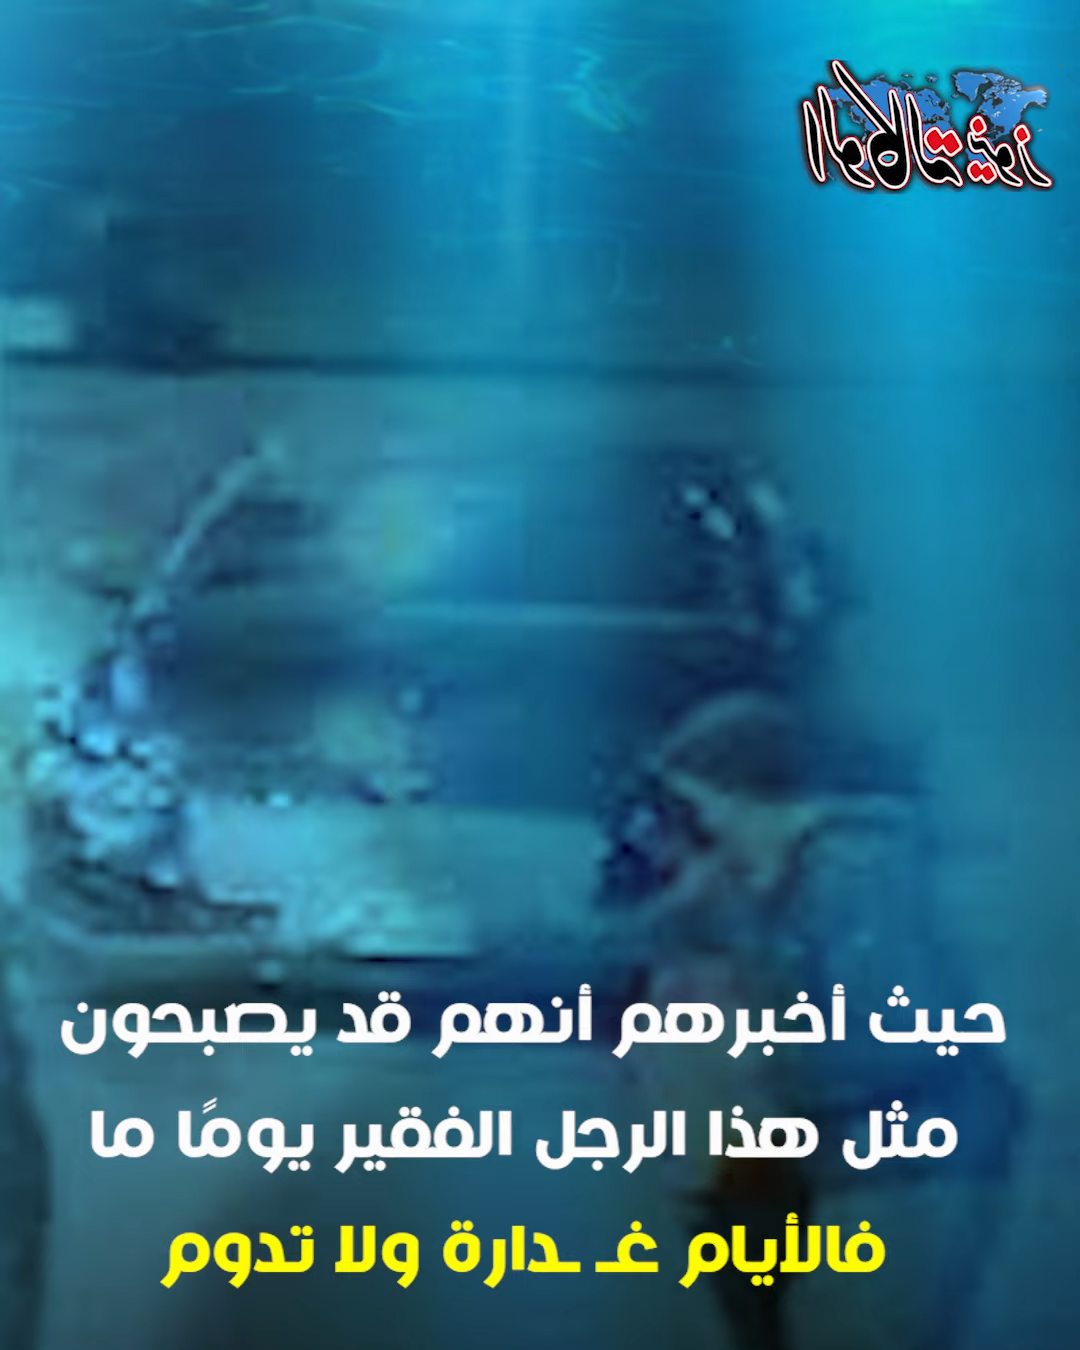 حيث أخبرهم أنهم قد يصبحون
مثل هذا الرجل الفقير يومًا ما
فالأيام غـ ـدارة ولا تدوم